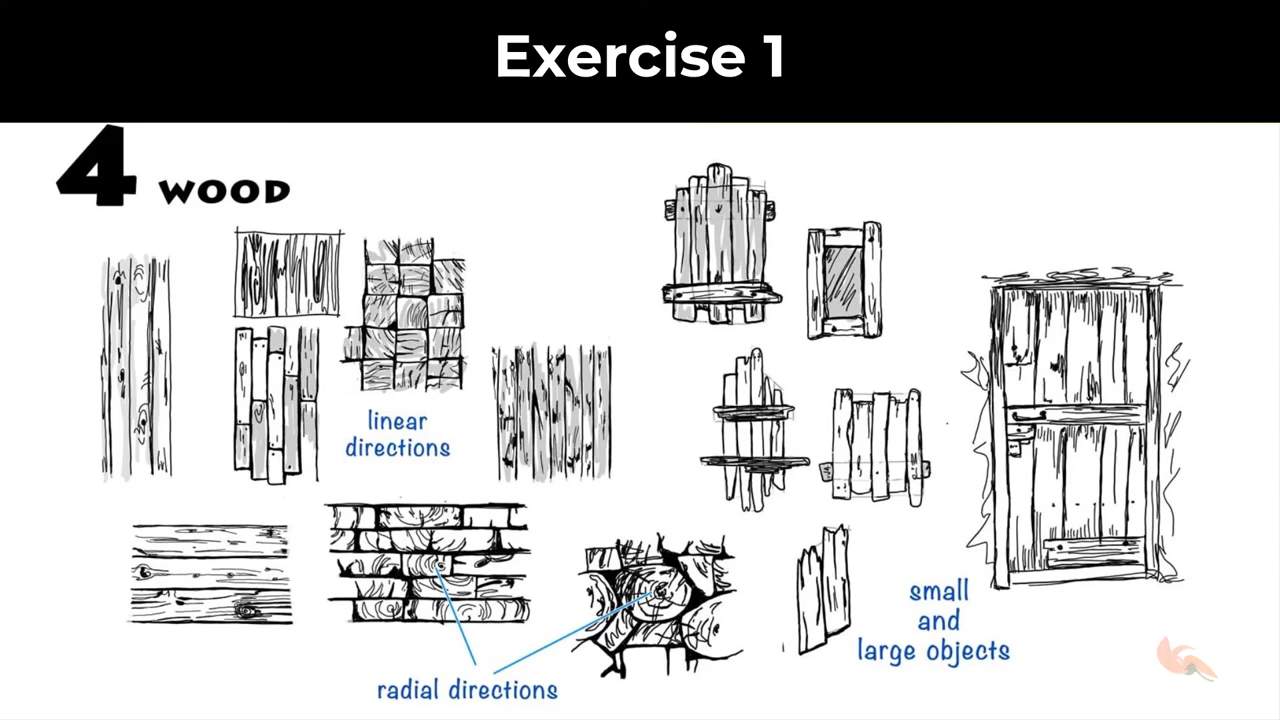 Exercise 1
4 WOOD
linear
directions
small
and
large objects
radial directions